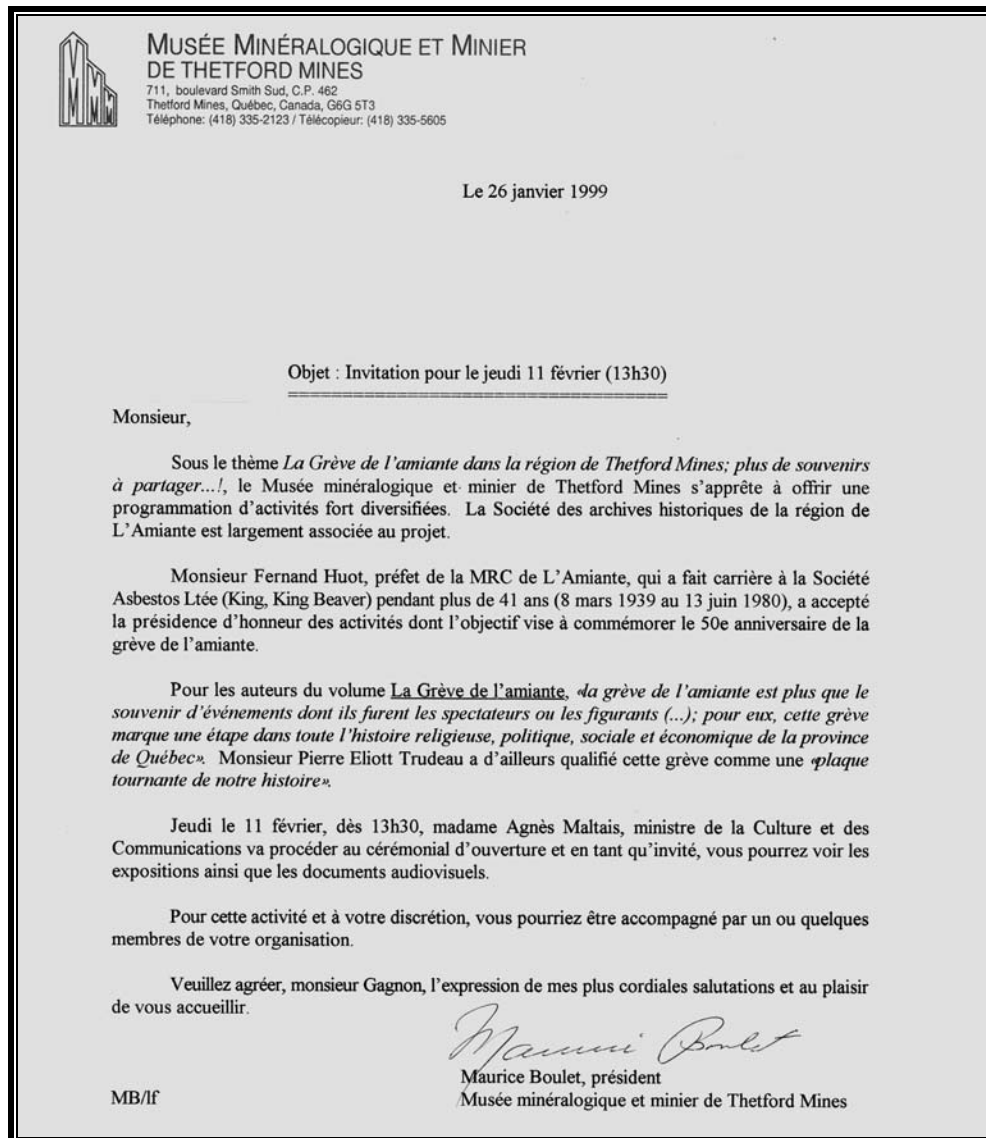 MUSÉE MINÉRALOGIQUE ET MINIER
DE THETFORD MINES
711, boulevard Smith Sud, C.P. 462
Thetford Mines, Québec, Canada, G6G 5T3
Téléphone: (418) 335-2123 / Télécopieur: (418) 335-5605
Le 26 janvier 1999
Objet : Invitation pour le jeudi 11 février (13h30)
=====================================
Monsieur,
Sous le thème La Grève de l'amiante dans la région de Thetford Mines; plus de souvenirs
à partager...!, le Musée minéralogique et minier de Thetford Mines s'apprête à offrir une
programmation d'activités fort diversifiées. La Société des archives historiques de la région de
L'Amiante est largement associée au projet.
Monsieur Fernand Huot, préfet de la MRC de L'Amiante, qui a fait carrière à la Société
Asbestos Ltée (King, King Beaver) pendant plus de 41 ans (8 mars 1939 au 13 juin 1980), a accepté
la présidence d'honneur des activités dont l'objectif vise à commémorer le 50e anniversaire de la
grève de l'amiante.
Pour les auteurs du volume La Grève de l'amiante, «la grève de l'amiante est plus que le
souvenir d'événements dont ils furent les spectateurs ou les figurants (...); pour eux, cette grève
marque une étape dans toute l'histoire religieuse, politique, sociale et économique de la province
de Québec». Monsieur Pierre Eliott Trudeau a d'ailleurs qualifié cette grève comme une «plaque
tournante de notre histoire».
Jeudi le 11 février, dès 13h30, madame Agnès Maltais, ministre de la Culture et des
Communications va procéder au cérémonial d'ouverture et en tant qu'invité, vous pourrez voir les
expositions ainsi que les documents audiovisuels.
Pour cette activité et à votre discrétion, vous pourriez être accompagné par un ou quelques
membres de votre organisation.
Veuillez agréer, monsieur Gagnon, l'expression de mes plus cordiales salutations et au plaisir
de vous accueillir.
Maurice Boulet
Maurice Boulet, président
MB/lf Musée minéralogique et minier de Thetford Mines